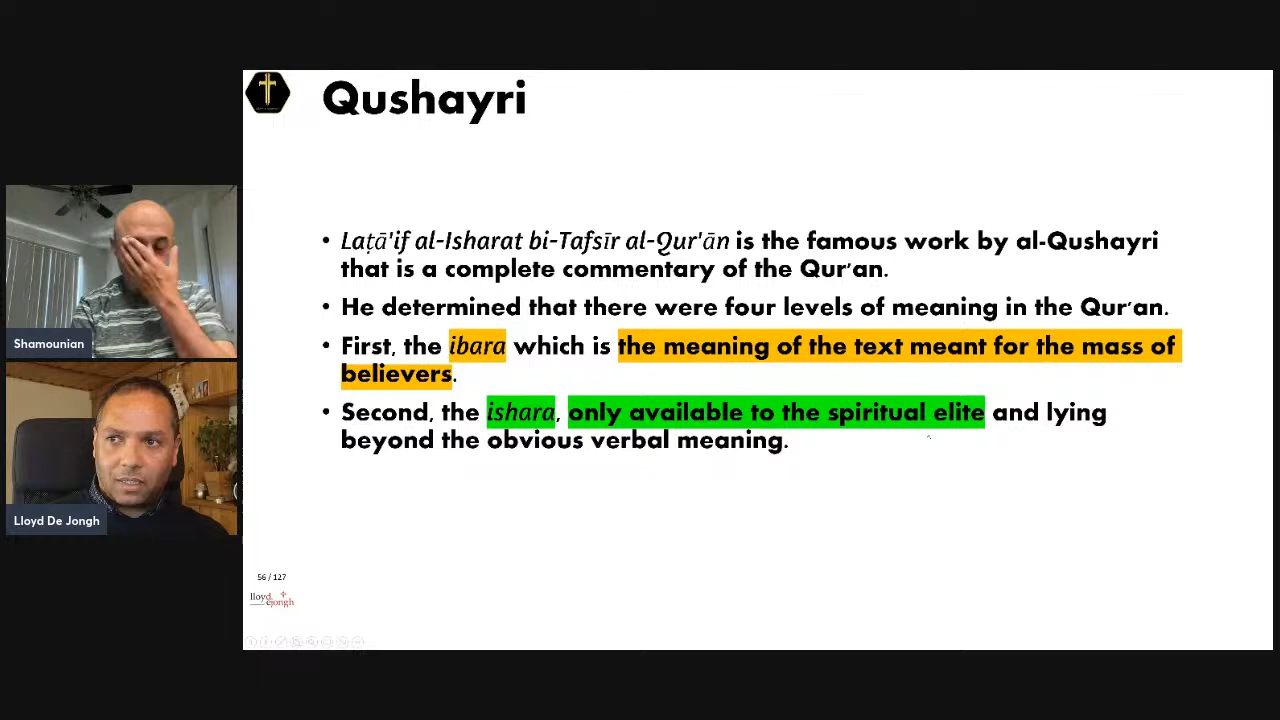 Qushayri
• Laṭā'if al-Isharat bi-Tafsīr al-Qur'ān is the famous work by al-Qushayri
that is a complete commentary of the Qur'an.
• He determined that there were four levels of meaning in the Qur'an.
• First, the ibara which is the meaning of the text meant for the mass of
believers.
• Second, the ishara, only available to the spiritual elite and lying
beyond the obvious verbal meaning.
Shamounian
Lloyd De Jongh
56 / 127
lloyd
dejongh